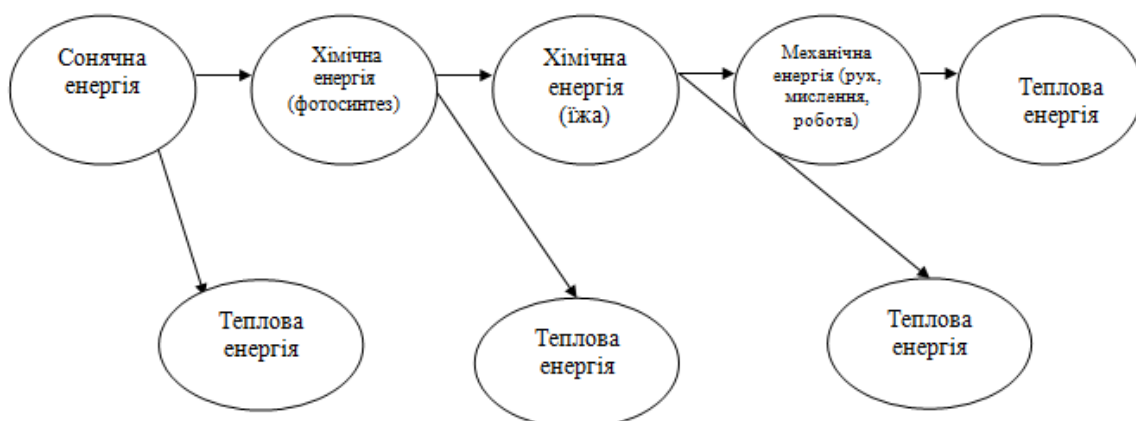 Сонячна
енергія
Хімічна
енергія
(фотосинтез)
Хімічна
енергія
(їжа)
Механічна
енергія (рух,
мислення,
робота)
Теплова
енергія
Теплова
енергія
Теплова
енергія
Теплова
енергія